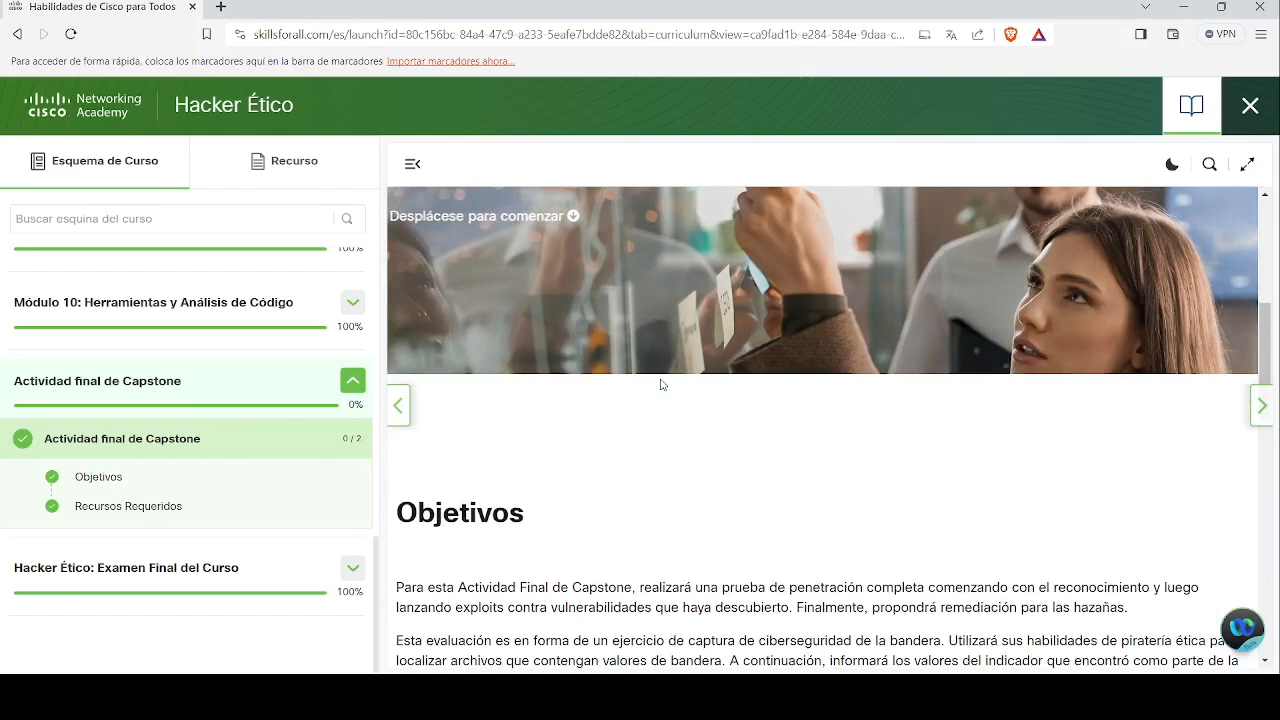 Habilidades de Cisco para Todos
skillsforall.com/es/launch?id=80c156bc-84a4-47c9-a233-5eafe7bdde82&tab=curriculum&view=ca9fad1b-e284-584e-9daa-c...
VPN
Para acceder de forma rápida, coloca los marcadores aquí en la barra de marcadores Importar marcadores ahora...
cisco Networking Academy
Hacker Ético
Esquema de Curso
Recurso
Buscar esquina del curso
100%
Módulo 10: Herramientas y Análisis de Código
100%
Actividad final de Capstone
0%
Actividad final de Capstone 0 / 2
Objetivos
Recursos Requeridos
Hacker Ético: Examen Final del Curso
100%
Desplácese para comenzar
Objetivos
Para esta Actividad Final de Capstone, realizará una prueba de penetración completa comenzando con el reconocimiento y luego
lanzando exploits contra vulnerabilidades que haya descubierto. Finalmente, propondrá remediación para las hazañas.
Esta evaluación es en forma de un ejercicio de captura de ciberseguridad de la bandera. Utilizará sus habilidades de piratería ética pa
localizar archivos que contengan valores de bandera. A continuación, informará los valores del indicador que encontró como parte de la